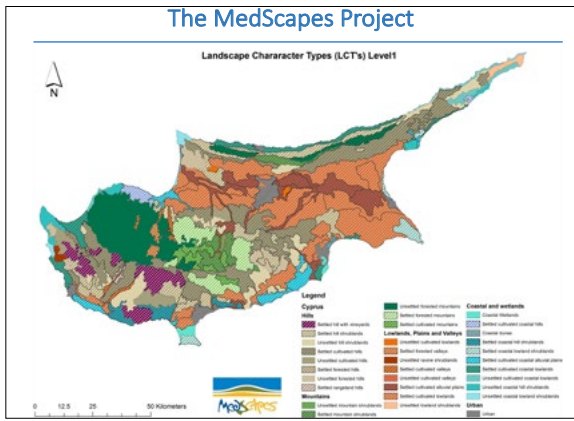 The MedScapes Project
Landscape Chararacter Types (LCT's) Level1
N
Legend
Cyprus
Hills
Settled hill with vineyards
Settled hill shrublands
Unsettled hill shrublands
Settled cultivated hills
Unsettled cultivated hills
Settled forested hills
Unsettled forested hills
Settled rangeland hills
Mountains
Unsettled mountain shrublands
Settled mountain shrublands
Unsettled forested mountains
Settled forested mountains
Settled cultivated mountains
Lowlands, Plains and Valleys
Unsettled cultivated lowlands
Settled forested valleys
Unsettled ravine shrublands
Settled cultivated valleys
Unsettled cultivated valleys
Settled alluvial plains
Settled cultivated lowlands
Unsettled lowland shrublands
Coastal and wetlands
Coastal Wetlands
Settled cultivated coastal hills
Coastal dunes
Settled coastal hill shrublands
Settled coastal lowland shrublands
Settled cultivated coastal alluvial plains
Settled coastal cultivated lowlands
Unsettled cultivated coastal lowlands
Unsettled coastal hill shrublands
Unsettled coastal lowland shrublands
Urban
Urban
MedScapes
0 12.5 25 50 Kilometers